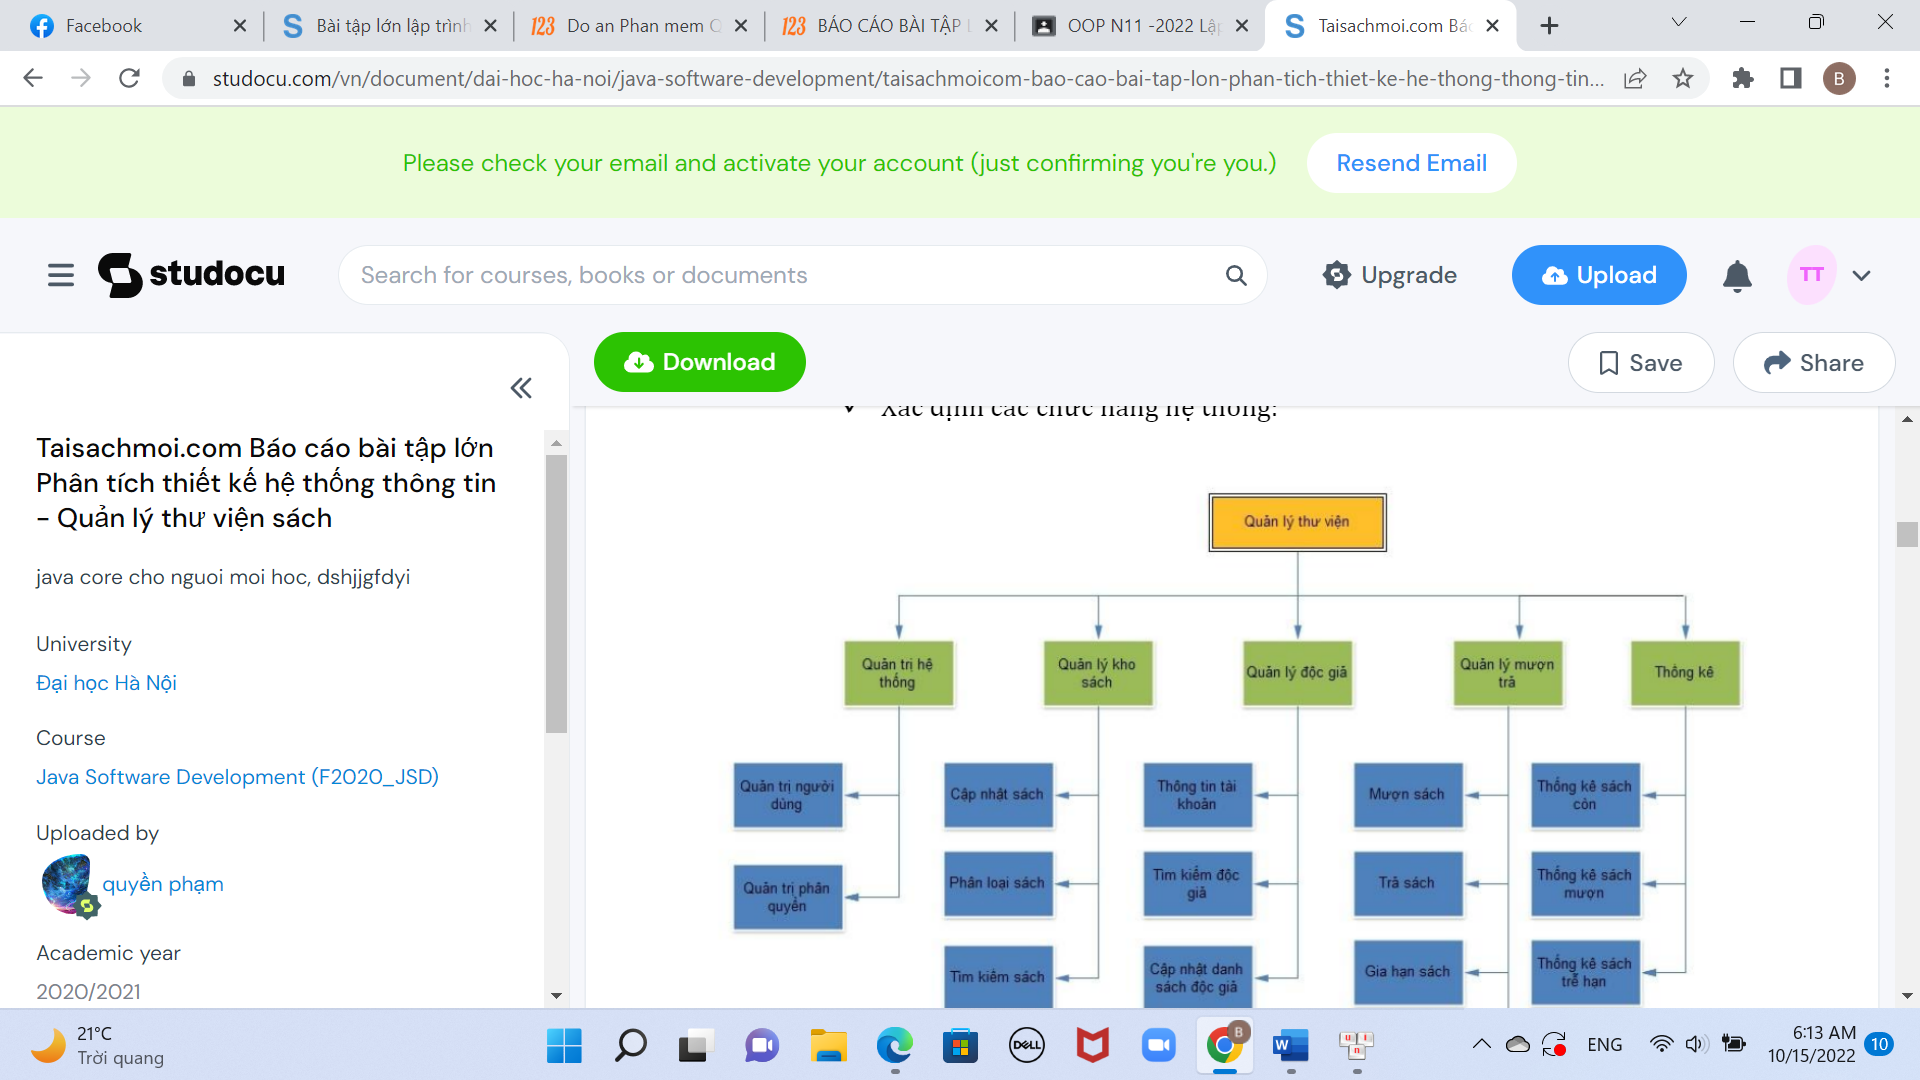 Facebook
Bài tập lớn lập trình
Do an Phan mem Q
BÁO CÁO BÀI TẬP L
OOP N11 -2022 Lập
Taisachmoi.com Báo
studocu.com/vn/document/dai-hoc-ha-noi/java-software-development/taisachmoicom-bao-cao-bai-tap-lon-phan-tich-thiet-ke-he-thong-thong-tin...
B
Please check your email and activate your account (just confirming you're you.)
Resend Email
studocu
Search for courses, books or documents
Upgrade
Upload
TT
Download
Save
Share
Taisachmoi.com Báo cáo bài tập lớn
Phân tích thiết kế hệ thống thông tin
- Quản lý thư viện sách
java core cho nguoi moi hoc, dshjjgfdyi
University
Đại học Hà Nội
Course
Java Software Development (F2020_JSD)
Uploaded by
quyền phạm
Academic year
2020/2021
Xác định các chức năng hệ thống:
Quản lý thư viện
Quản trị hệ
thống
Quản lý kho
sách
Quản lý độc giả
Quản lý mượn
trả
Thống kê
Quản trị người
dùng
Cập nhật sách
Thông tin tài
khoản
Mượn sách
Thống kê sách
còn
Quản trị phân
quyền
Phân loại sách
Tìm kiếm độc
giả
Trả sách
Thống kê sách
mượn
Tìm kiếm sách
Cập nhật danh
sách độc giả
Gia hạn sách
Thống kê sách
trễ hạn
21°C
Trời quang
DELL
B
ENG
6:13 AM
10/15/2022
10